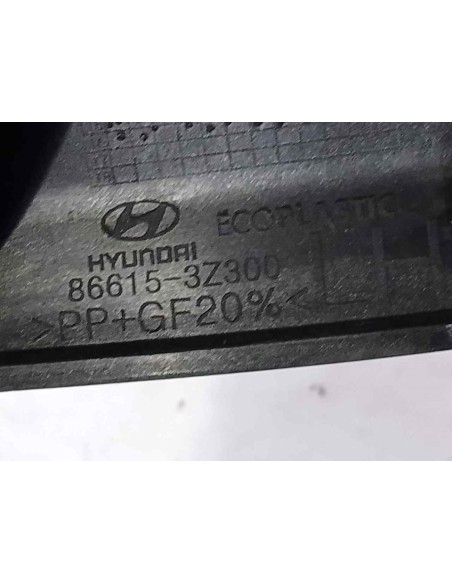 ECOPLASTIC
HYUNDAI
86615-3Z300
>PP+GF20%<